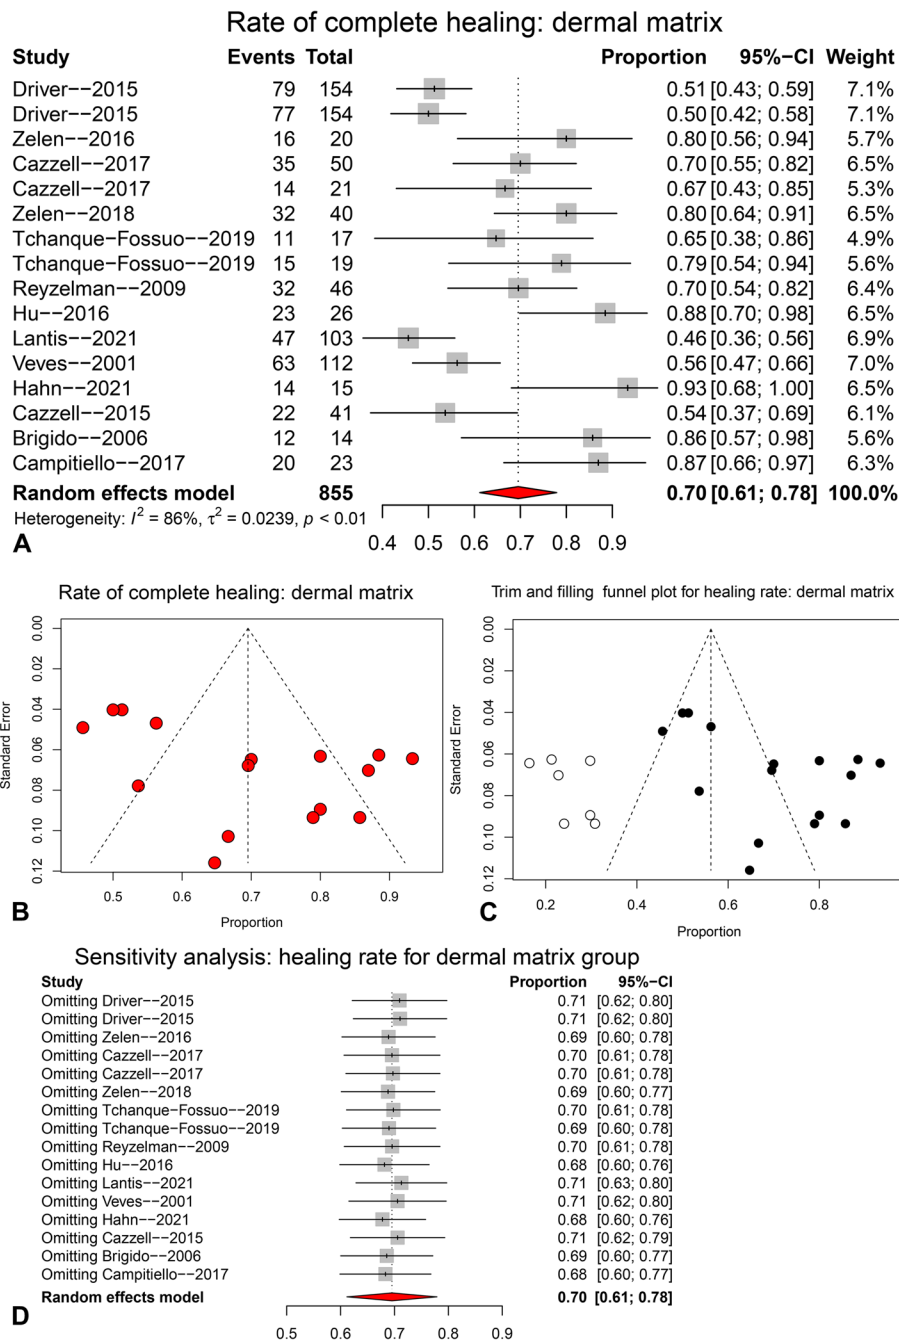 Rate of complete healing: dermal matrix
Study Events Total Proportion 95%−CI Weight
Driver−−2015 79 154 0.51 [0.43; 0.59] 7.1%
Driver−−2015 77 154 0.50 [0.42; 0.58] 7.1%
Zelen−−2016 16 20 0.80 [0.56; 0.94] 5.7%
Cazzell−−2017 35 50 0.70 [0.55; 0.82] 6.5%
Cazzell−−2017 14 21 0.67 [0.43; 0.85] 5.3%
Zelen−−2018 32 40 0.80 [0.64; 0.91] 6.5%
Tchanque−Fossuo−−2019 11 17 0.65 [0.38; 0.86] 4.9%
Tchanque−Fossuo−−2019 15 19 0.79 [0.54; 0.94] 5.6%
Reyzelman−−2009 32 46 0.70 [0.54; 0.82] 6.4%
Hu−−2016 23 26 0.88 [0.70; 0.98] 6.5%
Lantis−−2021 47 103 0.46 [0.36; 0.56] 6.9%
Veves−−2001 63 112 0.56 [0.47; 0.66] 7.0%
Hahn−−2021 14 15 0.93 [0.68; 1.00] 6.5%
Cazzell−−2015 22 41 0.54 [0.37; 0.69] 6.1%
Brigido−−2006 12 14 0.86 [0.57; 0.98] 5.6%
Campitiello−−2017 20 23 0.87 [0.66; 0.97] 6.3%
Random effects model 855 0.70 [0.61; 0.78] 100.0%
Heterogeneity: I² = 86%, τ² = 0.0239, p < 0.01
0.4 0.5 0.6 0.7 0.8 0.9
A
Rate of complete healing: dermal matrix
Standard Error
0.00
0.02
0.04
0.06
0.08
0.10
0.12
0.5 0.6 0.7 0.8 0.9
Proportion
B
Trim and filling funnel plot for healing rate: dermal matrix
Standard Error
0.00
0.02
0.04
0.06
0.08
0.10
0.12
0.2 0.4 0.6 0.8
Proportion
C
Sensitivity analysis: healing rate for dermal matrix group
Study Proportion 95%−CI
Omitting Driver−−2015 0.71 [0.62; 0.80]
Omitting Driver−−2015 0.71 [0.62; 0.80]
Omitting Zelen−−2016 0.69 [0.60; 0.78]
Omitting Cazzell−−2017 0.70 [0.61; 0.78]
Omitting Cazzell−−2017 0.70 [0.61; 0.78]
Omitting Zelen−−2018 0.69 [0.60; 0.77]
Omitting Tchanque−Fossuo−−2019 0.70 [0.61; 0.78]
Omitting Tchanque−Fossuo−−2019 0.69 [0.60; 0.78]
Omitting Reyzelman−−2009 0.70 [0.61; 0.78]
Omitting Hu−−2016 0.68 [0.60; 0.76]
Omitting Lantis−−2021 0.71 [0.63; 0.80]
Omitting Veves−−2001 0.71 [0.62; 0.80]
Omitting Hahn−−2021 0.68 [0.60; 0.76]
Omitting Cazzell−−2015 0.71 [0.62; 0.79]
Omitting Brigido−−2006 0.69 [0.60; 0.77]
Omitting Campitiello−−2017 0.68 [0.60; 0.77]
Random effects model 0.70 [0.61; 0.78]
0.5 0.6 0.7 0.8 0.9
D